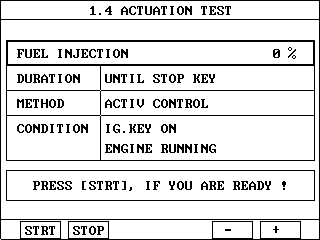 1.4 ACTUATION TEST
FUEL INJECTION 0 %
DURATION UNTIL STOP KEY
METHOD ACTIV CONTROL
CONDITION IG.KEY ON
ENGINE RUNNING
PRESS [STRT], IF YOU ARE READY !
STRT STOP - +